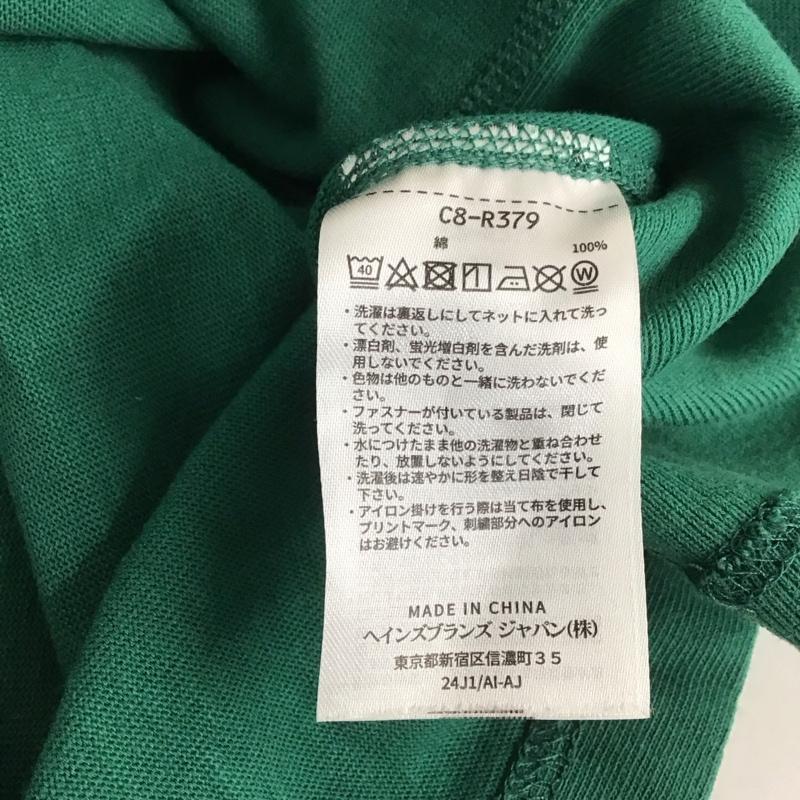 C8-R379
綿 100%
40 W
・洗濯は裏返しにしてネットに入れて洗っ
てください。
・漂白剤、蛍光増白剤を含んだ洗剤は、使
用しないでください。
・色物は他のものと一緒に洗わないでくだ
さい。
・ファスナーが付いている製品は、閉じて
洗ってください。
・水につけたまま他の洗濯物と重ね合わせ
たり、放置しないようにしてください。
・洗濯後は速やかに形を整え日陰で干して
下さい。
・アイロン掛けを行う際は当て布を使用し、
プリントマーク、刺繍部分へのアイロン
はお避けください。
MADE IN CHINA
ヘインズブランズ ジャパン(株)
東京都新宿区信濃町35
24J1/AI-AJ